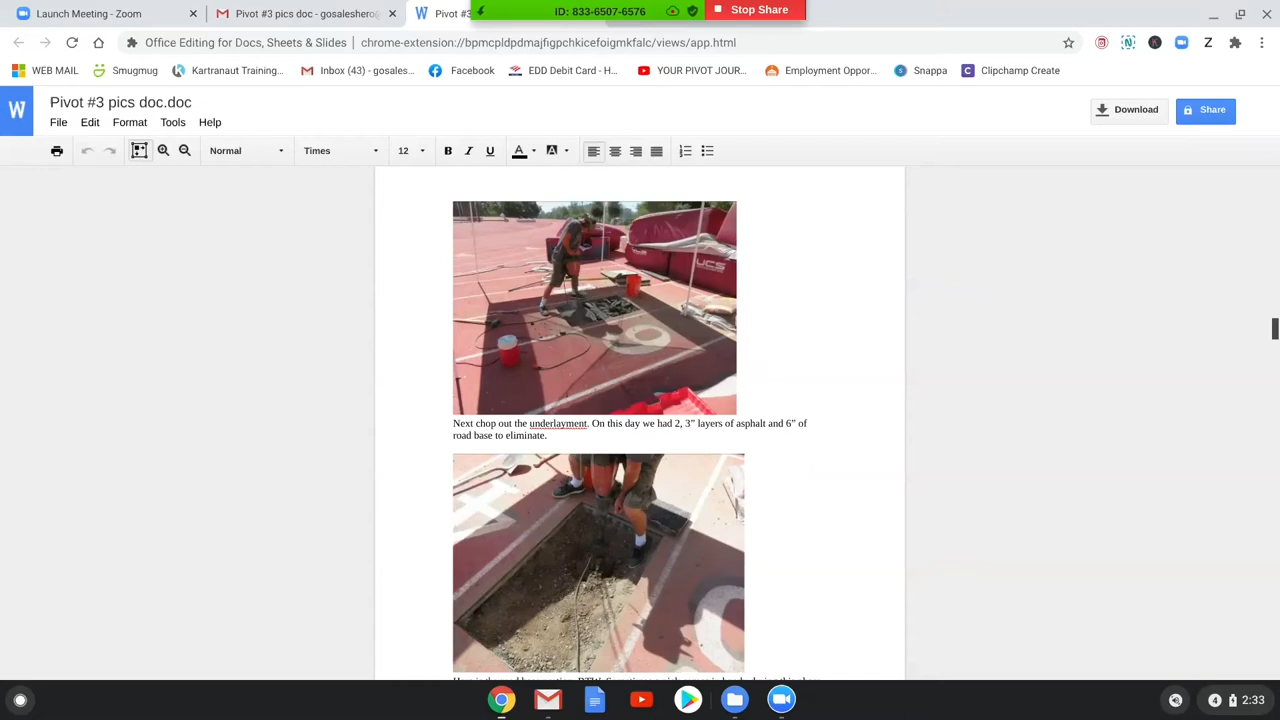 Launch Meeting - Zoom
Pivot #3 pics doc - gosaleshero
Pivot #3
ID: 833-6507-6576
Stop Share
Office Editing for Docs, Sheets & Slides | chrome-extension://bpmcpldpdmajfigpchkicefoigmkfalc/views/app.html
WEB MAIL
Smugmug
Kartranaut Training...
Inbox (43) - gosales...
Facebook
EDD Debit Card - H...
YOUR PIVOT JOUR...
Employment Oppor...
Snappa
Clipchamp Create
W
Pivot #3 pics doc.doc
File Edit Format Tools Help
Download
Share
Normal
Times
12
B I U A A
UCS
Next chop out the underlayment. On this day we had 2, 3” layers of asphalt and 6” of
road base to eliminate.
4
2:33